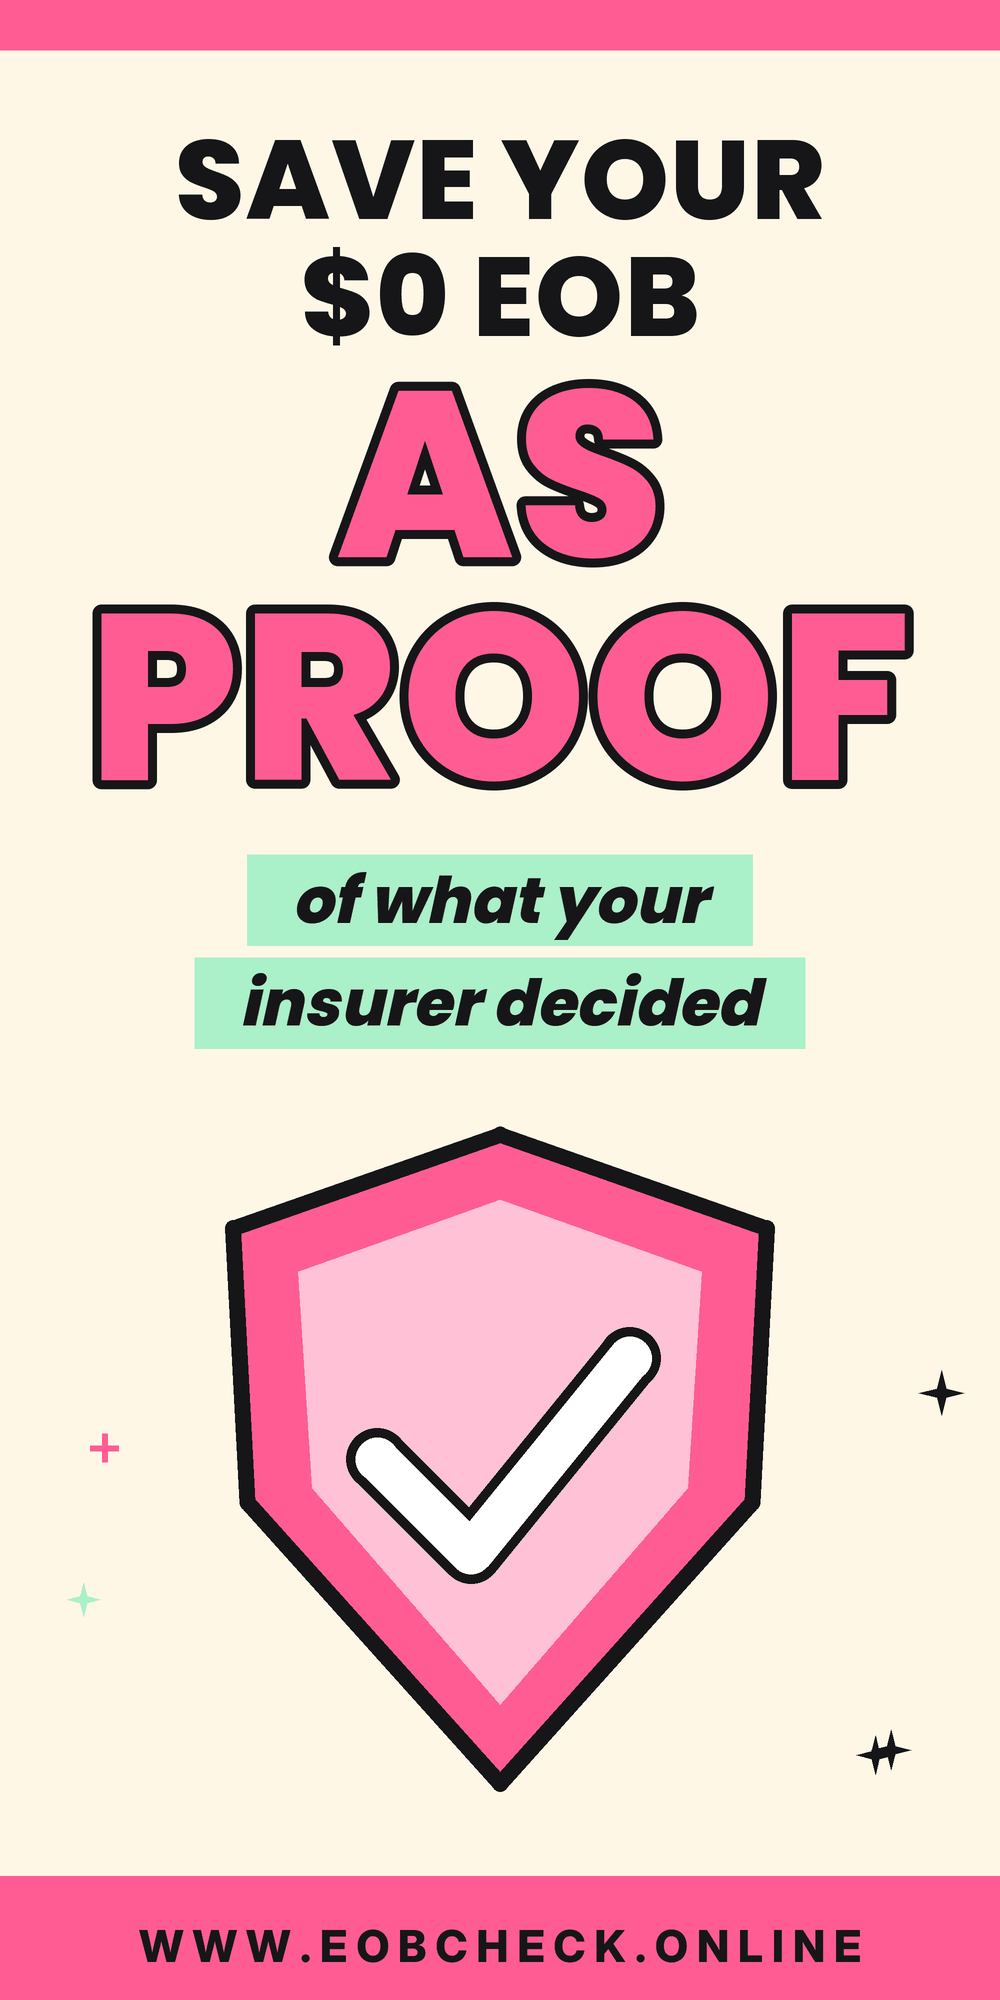 SAVE YOUR
$0 EOB
AS
PROOF
of what your
insurer decided
WWW.EOBCHECK.ONLINE